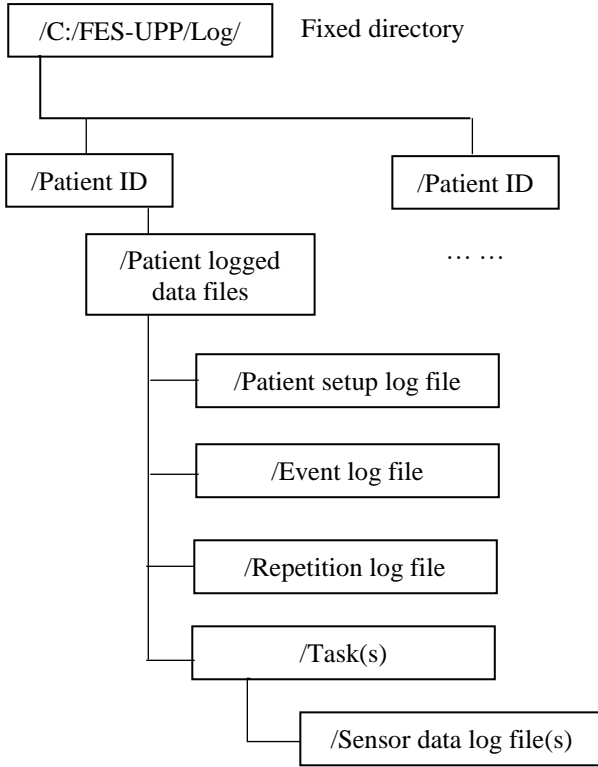 /C:/FES-UPP/Log/ Fixed directory
/Patient ID
/Patient ID
/Patient logged
data files
… …
/Patient setup log file
/Event log file
/Repetition log file
/Task(s)
/Sensor data log file(s)